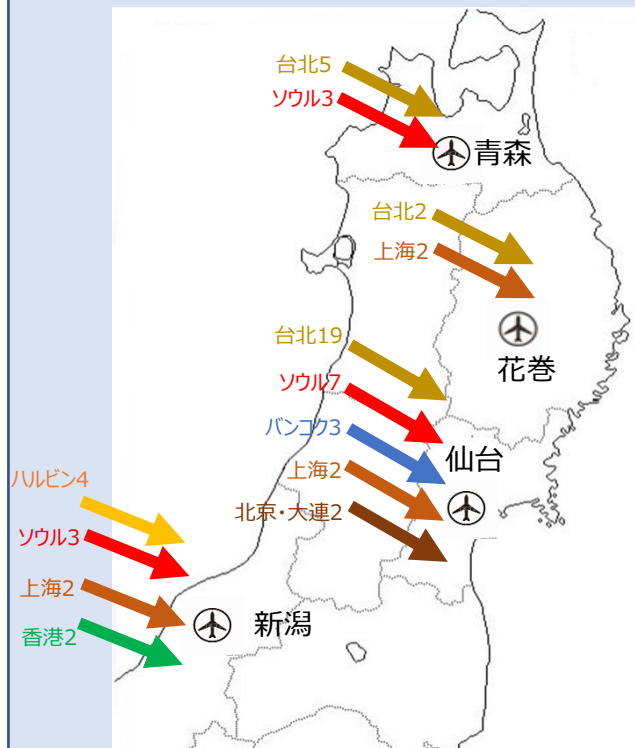 台北5
ソウル3
青森
台北2
上海2
花巻
台北19
ソウル7
バンコク3
仙台
上海2
北京・大連2
ハルビン4
ソウル3
上海2
香港2
新潟